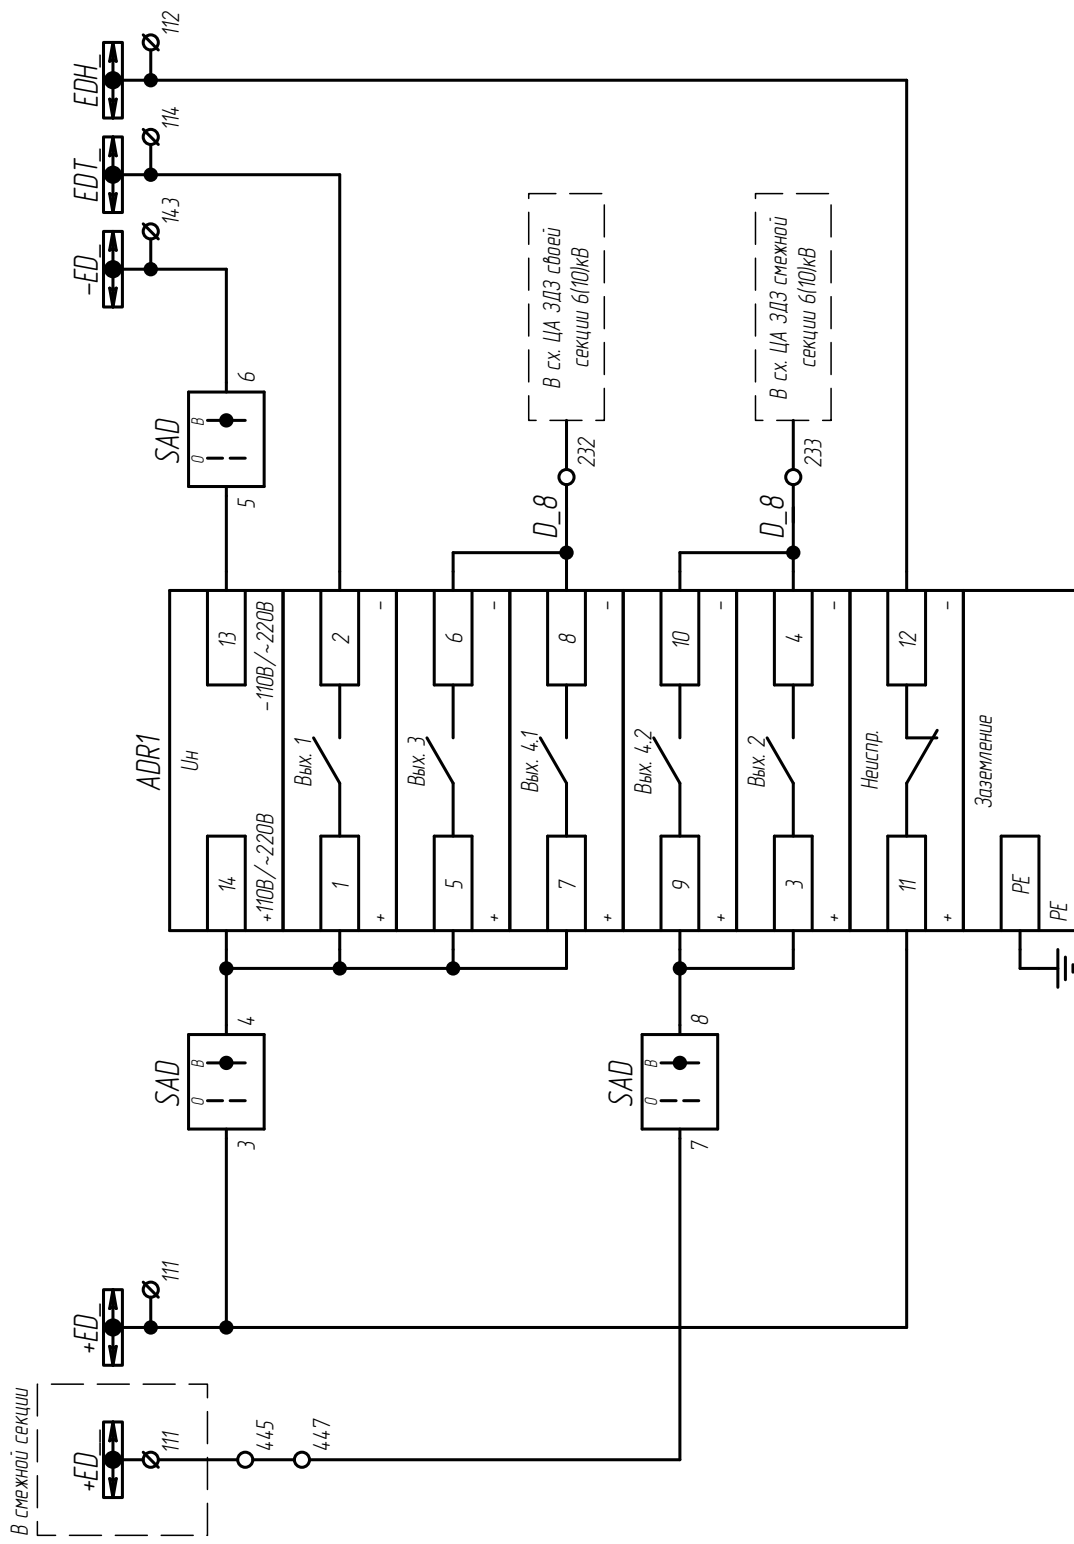 В смежной секции
+ED_
+ED_
-ED_
EDT_
EDH_
111
111
143
114
112
SAD
ADR1
SAD
О
В
3
4
Uн
14
13
+110В/~220В
-110В/~220В
О
В
5
6
445
447
Вых. 1
1
2
+
-
Вых. 3
5
6
+
-
Вых. 4.1
7
8
+
-
D_8
232
В сх. ЦА ЗДЗ своей
секции 6(10)кВ
SAD
О
В
7
8
Вых. 4.2
9
10
+
-
Вых. 2
3
4
+
-
D_8
233
В сх. ЦА ЗДЗ смежной
секции 6(10)кВ
Неиспр.
11
12
+
-
Заземление
PE
PE